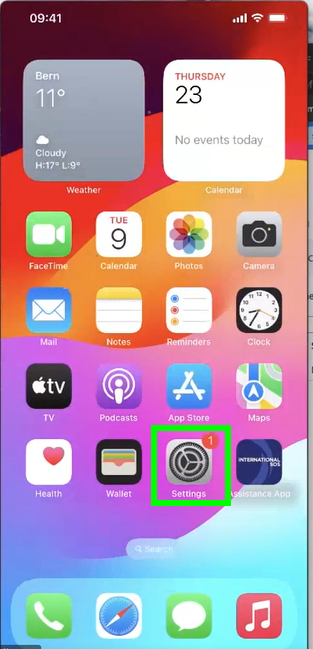 09:41
Bern
11°
Cloudy
H:17° L:9°
Weather
THURSDAY
23
No events today
Calendar
FaceTime
TUE
9
Calendar
Photos
Camera
Mail
Notes
Reminders
Clock
tv
TV
Podcasts
App Store
Maps
Health
Wallet
1
Settings
INTERNATIONAL
SOS
Assistance App
Search